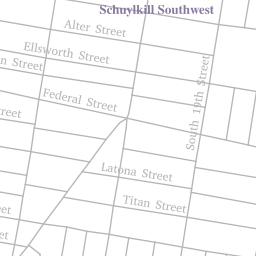 Schuylkill Southwest
Alter Street
Ellsworth Street
n Street
Federal Street
South 19th Street
reet
Latona Street
Titan Street
eet
et